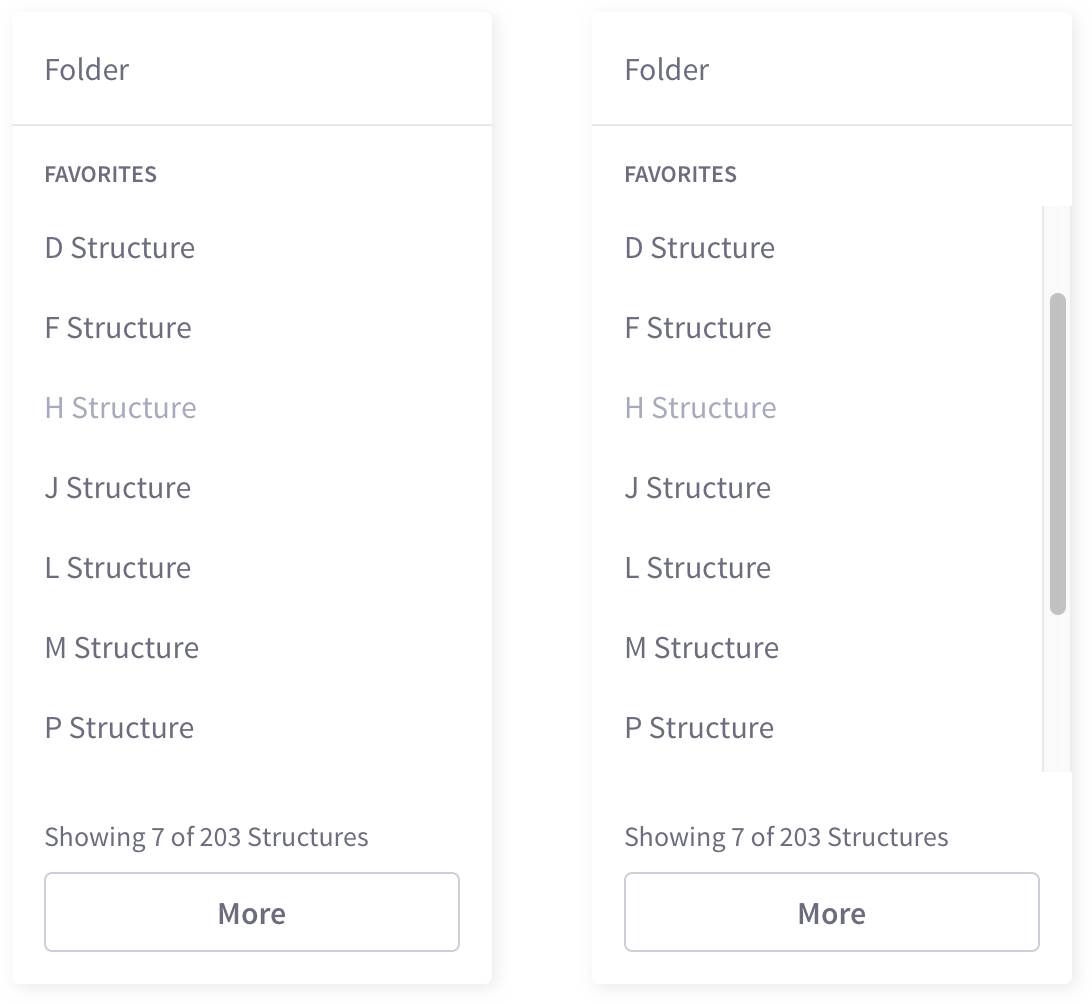 Folder
FAVORITES
D Structure
F Structure
H Structure
J Structure
L Structure
M Structure
P Structure
Showing 7 of 203 Structures
More
Folder
FAVORITES
D Structure
F Structure
H Structure
J Structure
L Structure
M Structure
P Structure
Showing 7 of 203 Structures
More